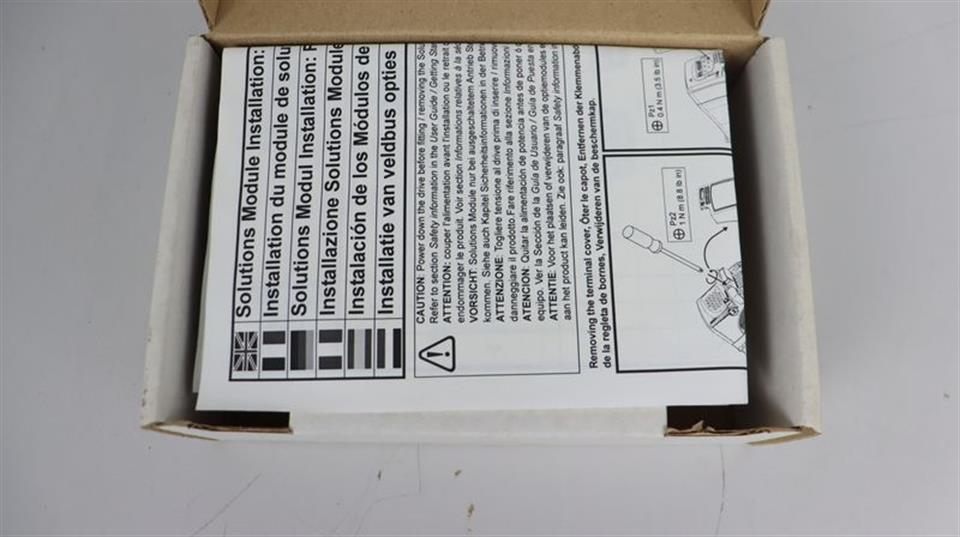 Solutions Module Installation:
Installation du module de solu
Solutions Modul Installation: F
Installazione Solutions Module
Instalación de los Módulos de
Installatie van veldbus opties
CAUTION: Power down the drive before fitting / removing the Solu
Refer to section Safety information in the User Guide / Getting Star
ATTENTION: couper l'alimentation avant l'installation ou le retrait d
endommager le produit. Voir section Informations relatives à la sé
VORSICHT: Solutions Module nur bei ausgeschaltetem Antrieb St
kommen. Siehe auch Kapitel Sicherheitsinformationen in der Betri
ATTENZIONE: Togliere tensione al drive prima di inserire / rimuov
danneggiare il prodotto.Fare riferimento alla sezione Informazioni
ATENCION: Quitar la alimentación de potencia antes de poner ó
equipo. Ver la Sección de la Guía de Usuario / Guía de Puesta en
ATTENTIE: Voor het plaatsen of verwijderen van de optiemodules
aan het product kan leiden. Zie ook: paragraaf Safety information in
Removing the terminal cover, Ôter le capot, Entfernen der Klemmenabd
de la regleta de bornes, Verwijderen van de beschermkap.
Pz1
0.4 N m (3.5 lb in)
Pz2
1 N m (8.8 lb in)